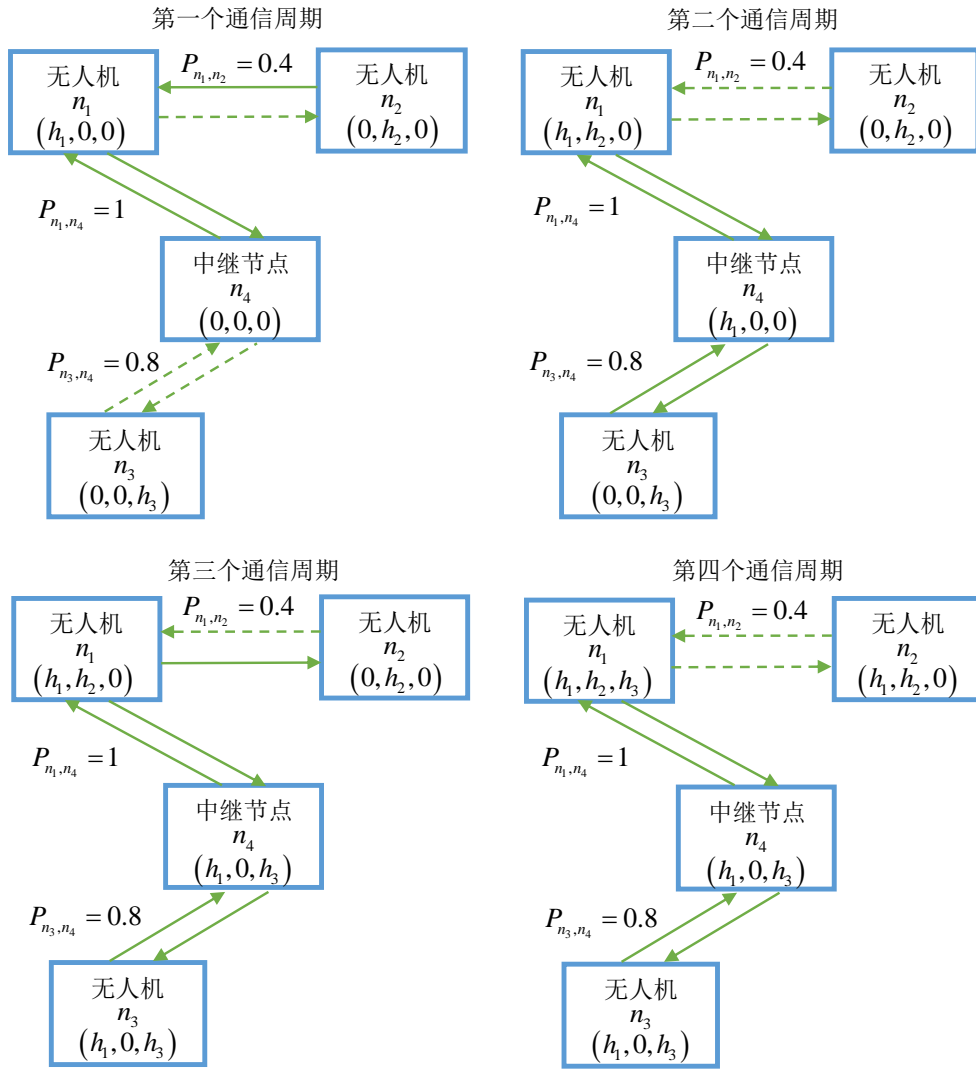 第一个通信周期
无人机
n₁
(h₁,0,0)
P_{n₁,n₂}=0.4
无人机
n₂
(0,h₂,0)
P_{n₁,n₄}=1
中继节点
n₄
(0,0,0)
P_{n₃,n₄}=0.8
无人机
n₃
(0,0,h₃)
第二个通信周期
无人机
n₁
(h₁,h₂,0)
P_{n₁,n₂}=0.4
无人机
n₂
(0,h₂,0)
P_{n₁,n₄}=1
中继节点
n₄
(h₁,0,0)
P_{n₃,n₄}=0.8
无人机
n₃
(0,0,h₃)
第三个通信周期
无人机
n₁
(h₁,h₂,0)
P_{n₁,n₂}=0.4
无人机
n₂
(0,h₂,0)
P_{n₁,n₄}=1
中继节点
n₄
(h₁,0,h₃)
P_{n₃,n₄}=0.8
无人机
n₃
(h₁,0,h₃)
第四个通信周期
无人机
n₁
(h₁,h₂,h₃)
P_{n₁,n₂}=0.4
无人机
n₂
(h₁,h₂,0)
P_{n₁,n₄}=1
中继节点
n₄
(h₁,0,h₃)
P_{n₃,n₄}=0.8
无人机
n₃
(h₁,0,h₃)